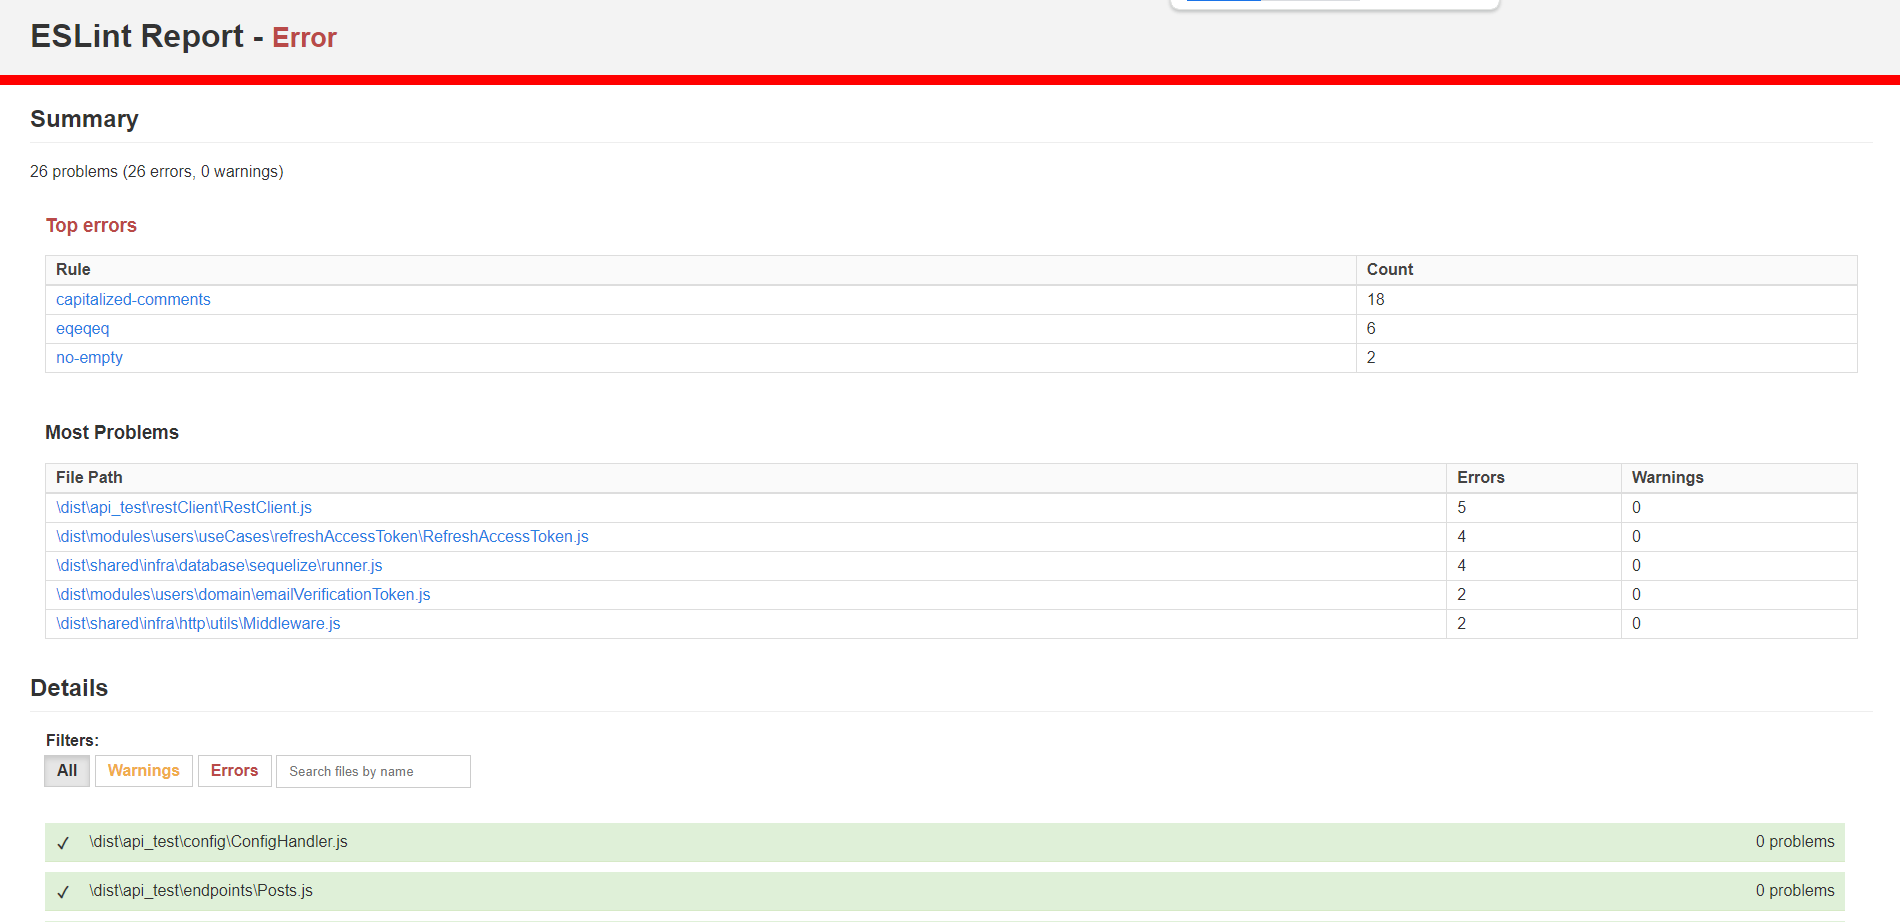 ESLint Report - Error
Summary
26 problems (26 errors, 0 warnings)
Top errors
Rule Count
capitalized-comments 18
eqeqeq 6
no-empty 2
Most Problems
File Path Errors Warnings
\dist\api_test\restClient\RestClient.js 5 0
\dist\modules\users\useCases\refreshAccessToken\RefreshAccessToken.js 4 0
\dist\shared\infra\database\sequelize\runner.js 4 0
\dist\modules\users\domain\emailVerificationToken.js 2 0
\dist\shared\infra\http\utils\Middleware.js 2 0
Details
Filters:
All Warnings Errors Search files by name
✓ \dist\api_test\config\ConfigHandler.js 0 problems
✓ \dist\api_test\endpoints\Posts.js 0 problems